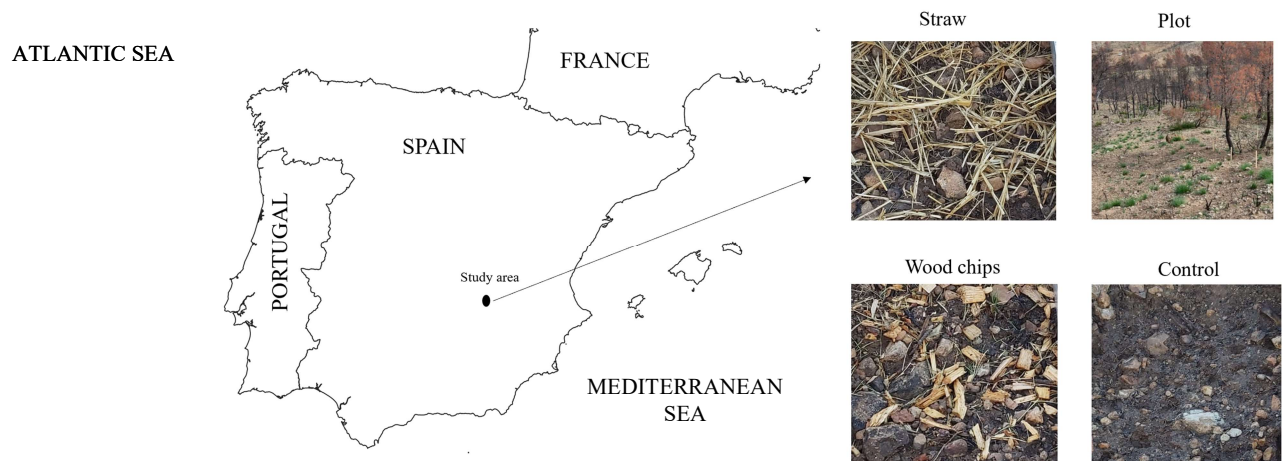 ATLANTIC SEA
FRANCE
SPAIN
PORTUGAL
Study area
MEDITERRANEAN
SEA
Straw
Plot
Wood chips
Control